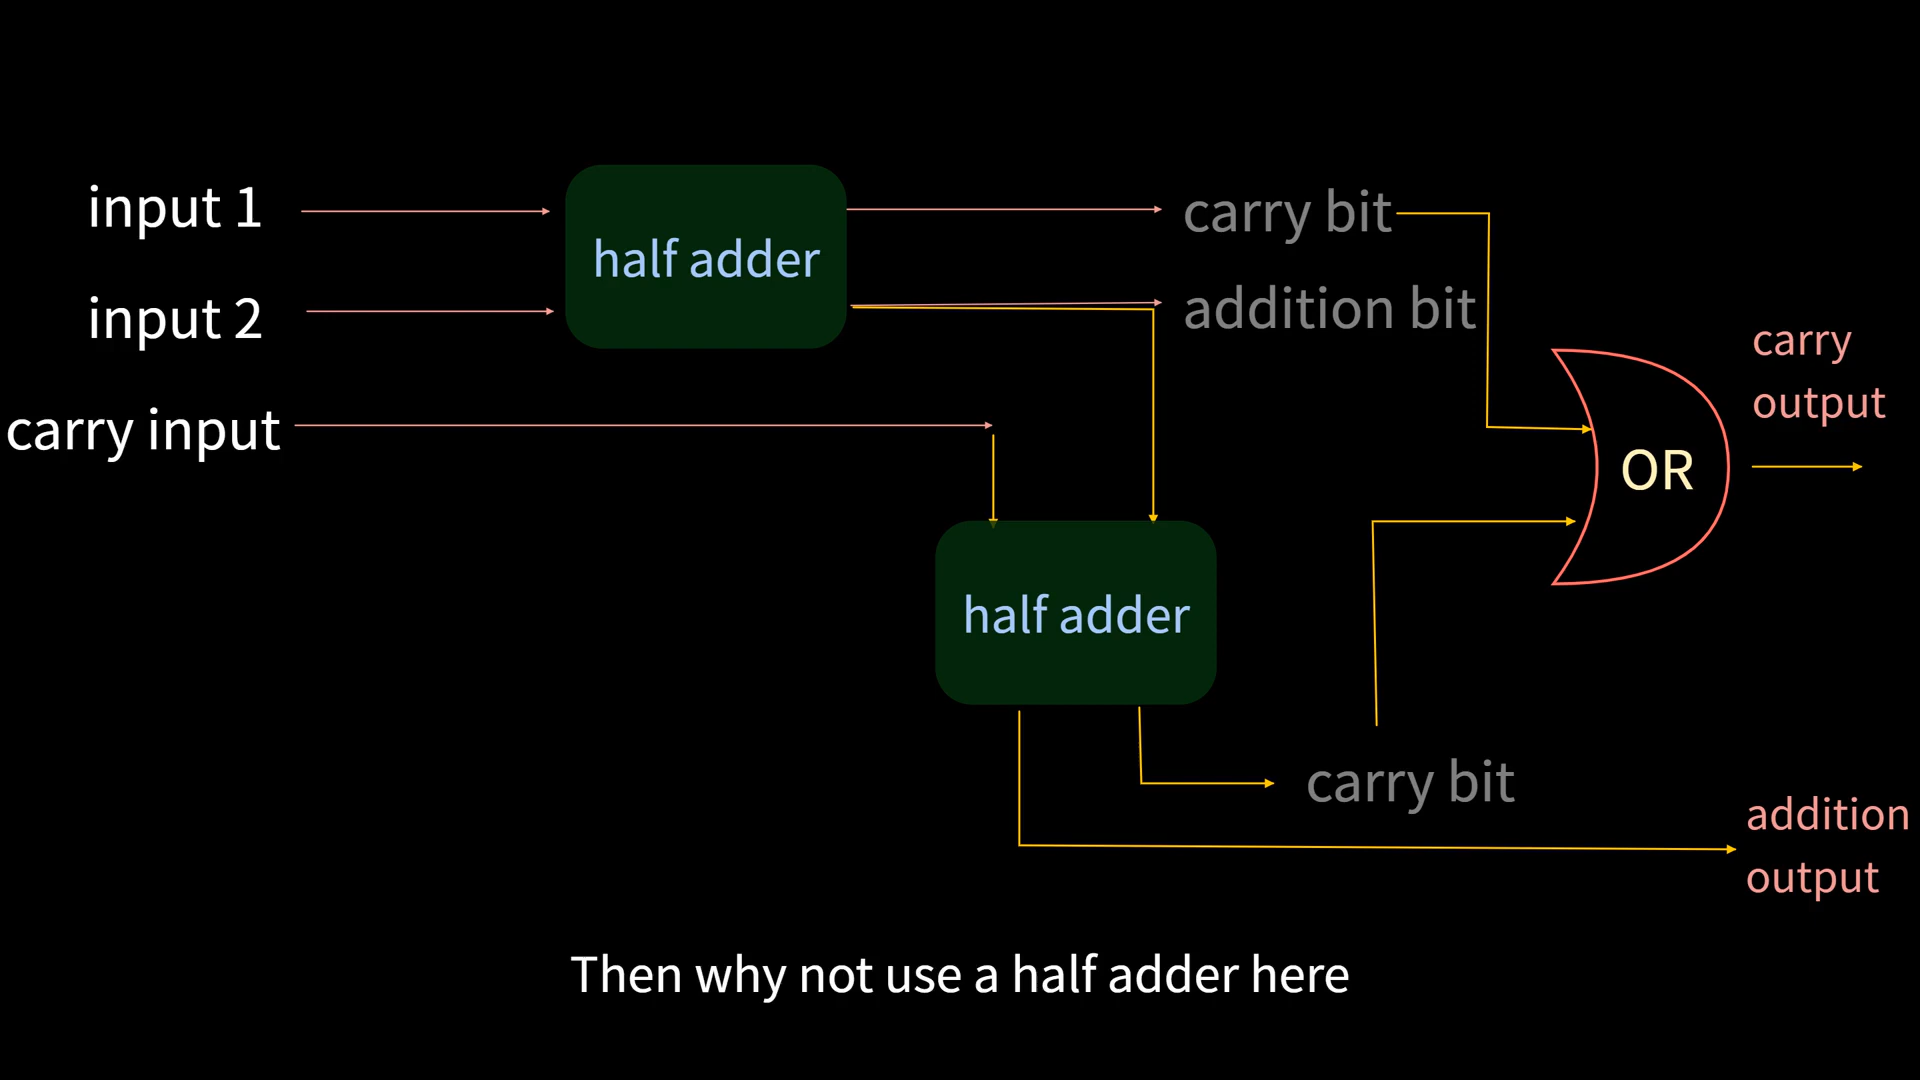 input 1
input 2
carry input
half adder
carry bit
addition bit
half adder
carry bit
OR
carry
output
addition
output
Then why not use a half adder here